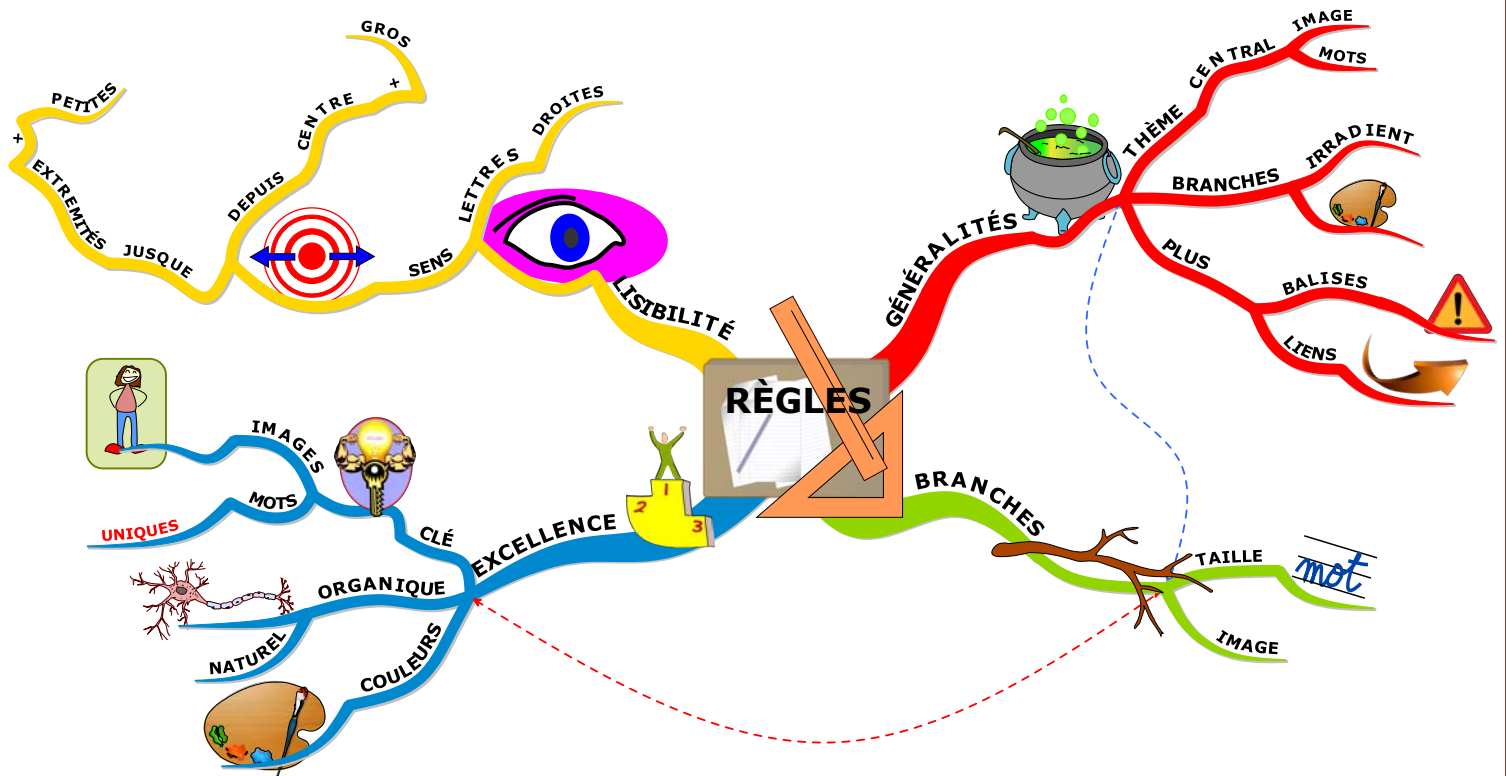 RÈGLES
GÉNÉRALITÉS
THÈME
CENTRAL
IMAGE
MOTS
BRANCHES
IRRADIENT
PLUS
BALISES
!
LIENS
BRANCHES
TAILLE
mot
IMAGE
EXCELLENCE
1
2
3
CLÉ
IMAGES
MOTS
UNIQUES
ORGANIQUE
NATUREL
COULEURS
LISIBILITÉ
LETTRES
DROITES
SENS
DEPUIS
CENTRE
+
GROS
JUSQUE
EXTREMITÉS
+
PETITES